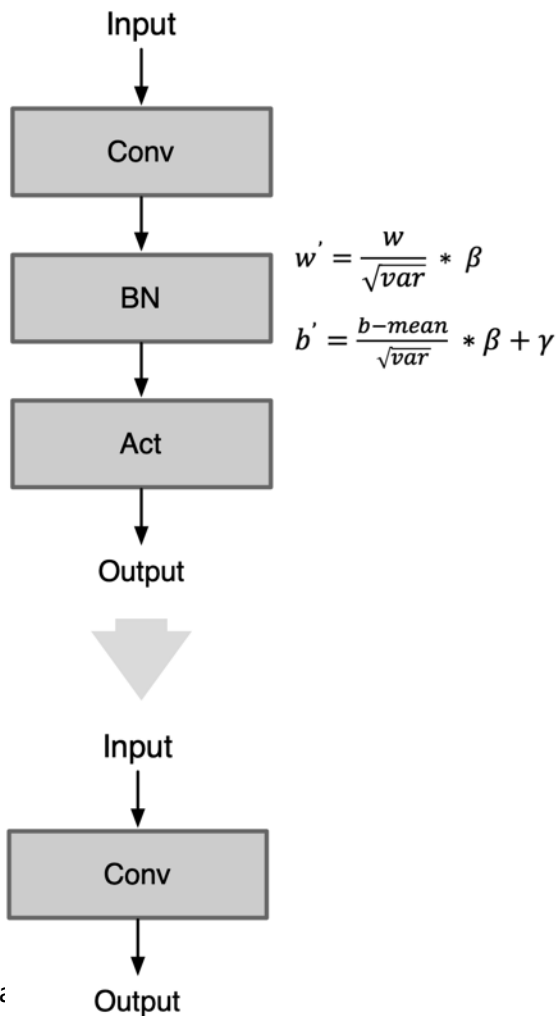 Input
Conv
BN
w' = w / √var * β
b' = b−mean / √var * β + γ
Act
Output
Input
Conv
Output